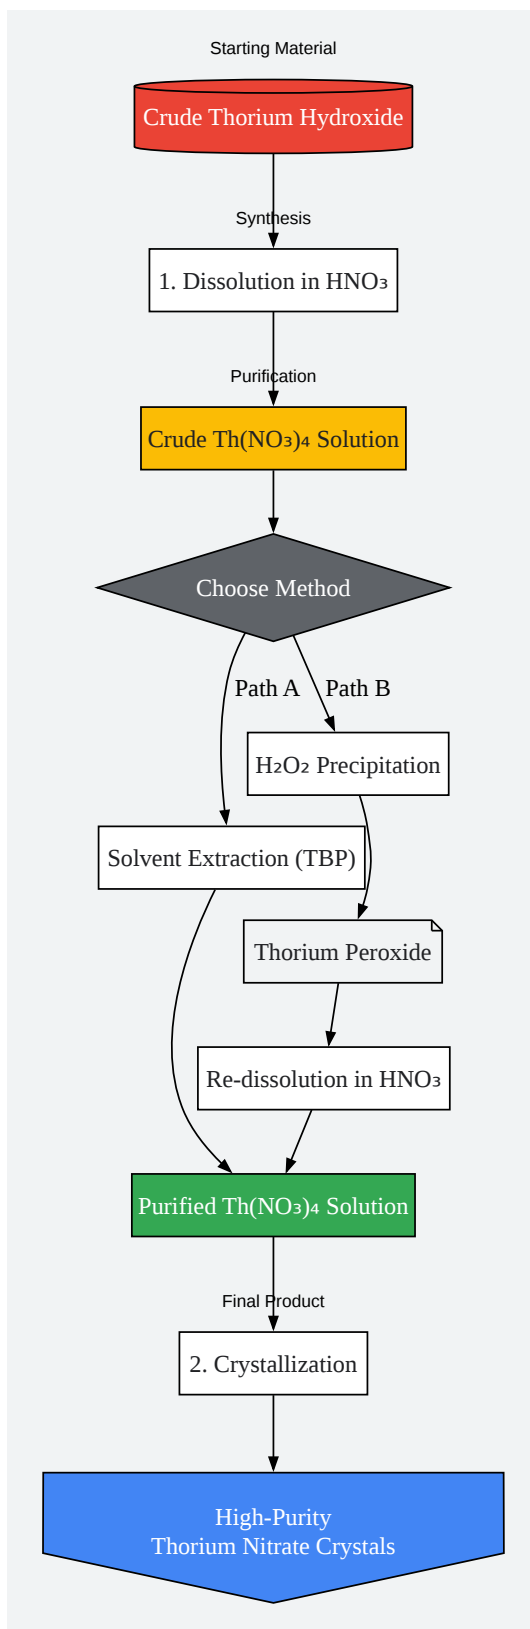 Starting Material
Crude Thorium Hydroxide
Synthesis
1. Dissolution in HNO₃
Purification
Crude Th(NO₃)₄ Solution
Choose Method
Path A
Path B
H₂O₂ Precipitation
Solvent Extraction (TBP)
Thorium Peroxide
Re-dissolution in HNO₃
Purified Th(NO₃)₄ Solution
Final Product
2. Crystallization
High-Purity
Thorium Nitrate Crystals